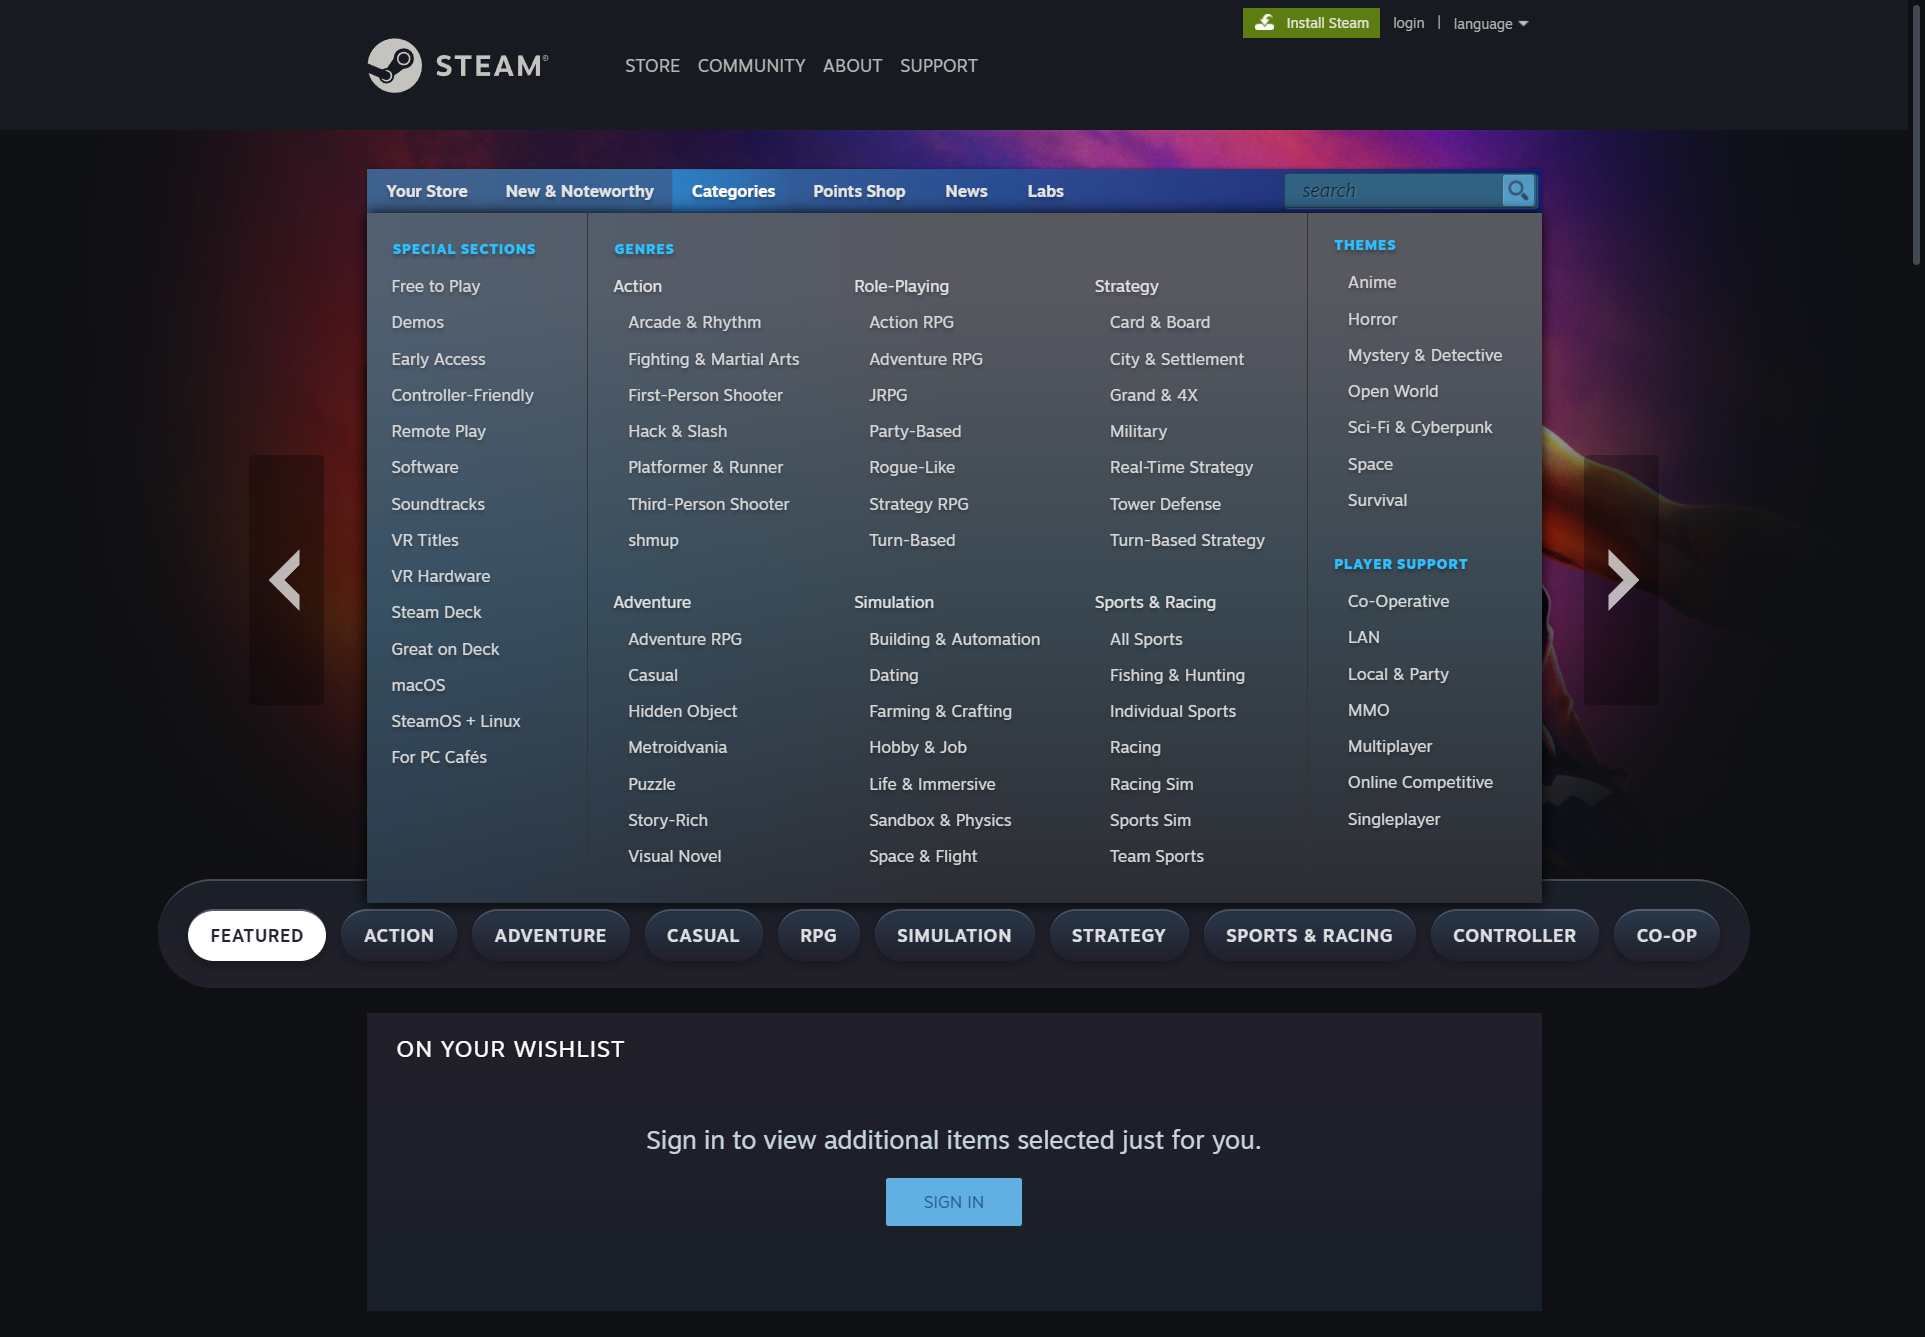 Install Steam
login
|
language
STEAM®
STORE
COMMUNITY
ABOUT
SUPPORT
Your Store
New & Noteworthy
Categories
Points Shop
News
Labs
search
SPECIAL SECTIONS
Free to Play
Demos
Early Access
Controller-Friendly
Remote Play
Software
Soundtracks
VR Titles
VR Hardware
Steam Deck
Great on Deck
macOS
SteamOS + Linux
For PC Cafés
GENRES
Action
Arcade & Rhythm
Fighting & Martial Arts
First-Person Shooter
Hack & Slash
Platformer & Runner
Third-Person Shooter
shmup
Role-Playing
Action RPG
Adventure RPG
JRPG
Party-Based
Rogue-Like
Strategy RPG
Turn-Based
Strategy
Card & Board
City & Settlement
Grand & 4X
Military
Real-Time Strategy
Tower Defense
Turn-Based Strategy
Adventure
Adventure RPG
Casual
Hidden Object
Metroidvania
Puzzle
Story-Rich
Visual Novel
Simulation
Building & Automation
Dating
Farming & Crafting
Hobby & Job
Life & Immersive
Sandbox & Physics
Space & Flight
Sports & Racing
All Sports
Fishing & Hunting
Individual Sports
Racing
Racing Sim
Sports Sim
Team Sports
THEMES
Anime
Horror
Mystery & Detective
Open World
Sci-Fi & Cyberpunk
Space
Survival
PLAYER SUPPORT
Co-Operative
LAN
Local & Party
MMO
Multiplayer
Online Competitive
Singleplayer
FEATURED
ACTION
ADVENTURE
CASUAL
RPG
SIMULATION
STRATEGY
SPORTS & RACING
CONTROLLER
CO-OP
ON YOUR WISHLIST
Sign in to view additional items selected just for you.
SIGN IN